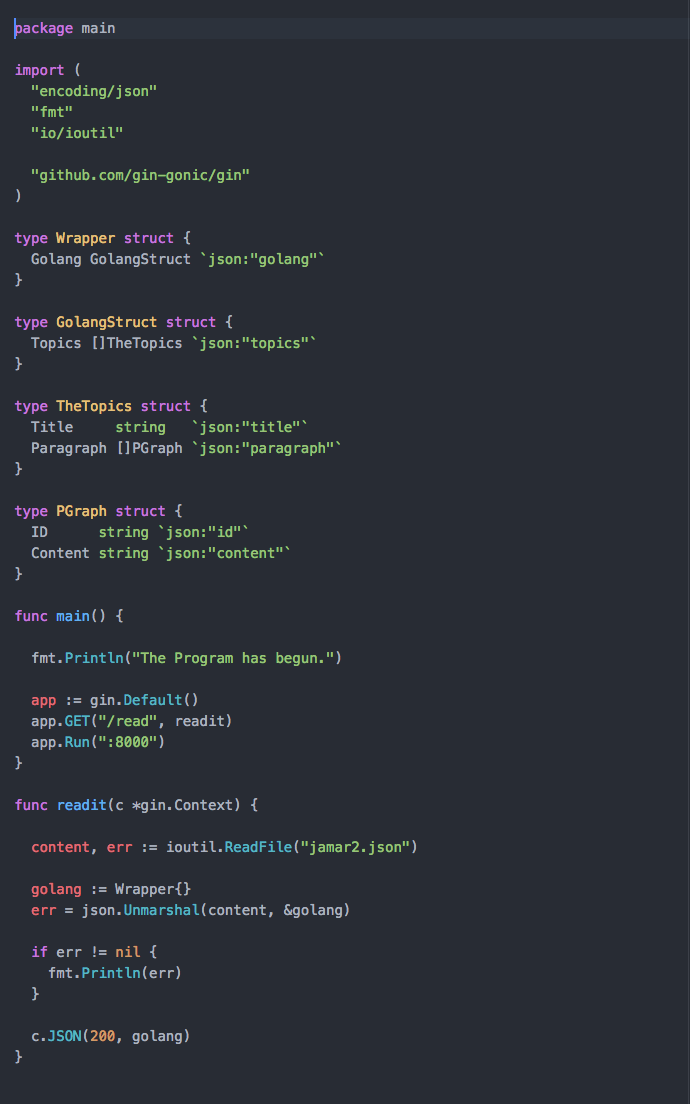 package main

import (
  "encoding/json"
  "fmt"
  "io/ioutil"

  "github.com/gin-gonic/gin"
)

type Wrapper struct {
  Golang GolangStruct `json:"golang"`
}

type GolangStruct struct {
  Topics []TheTopics `json:"topics"`
}

type TheTopics struct {
  Title     string   `json:"title"`
  Paragraph []PGraph `json:"paragraph"`
}

type PGraph struct {
  ID      string `json:"id"`
  Content string `json:"content"`
}

func main() {

  fmt.Println("The Program has begun.")

  app := gin.Default()
  app.GET("/read", readit)
  app.Run(":8000")
}

func readit(c *gin.Context) {

  content, err := ioutil.ReadFile("jamar2.json")

  golang := Wrapper{}
  err = json.Unmarshal(content, &golang)

  if err != nil {
    fmt.Println(err)
  }

  c.JSON(200, golang)
}